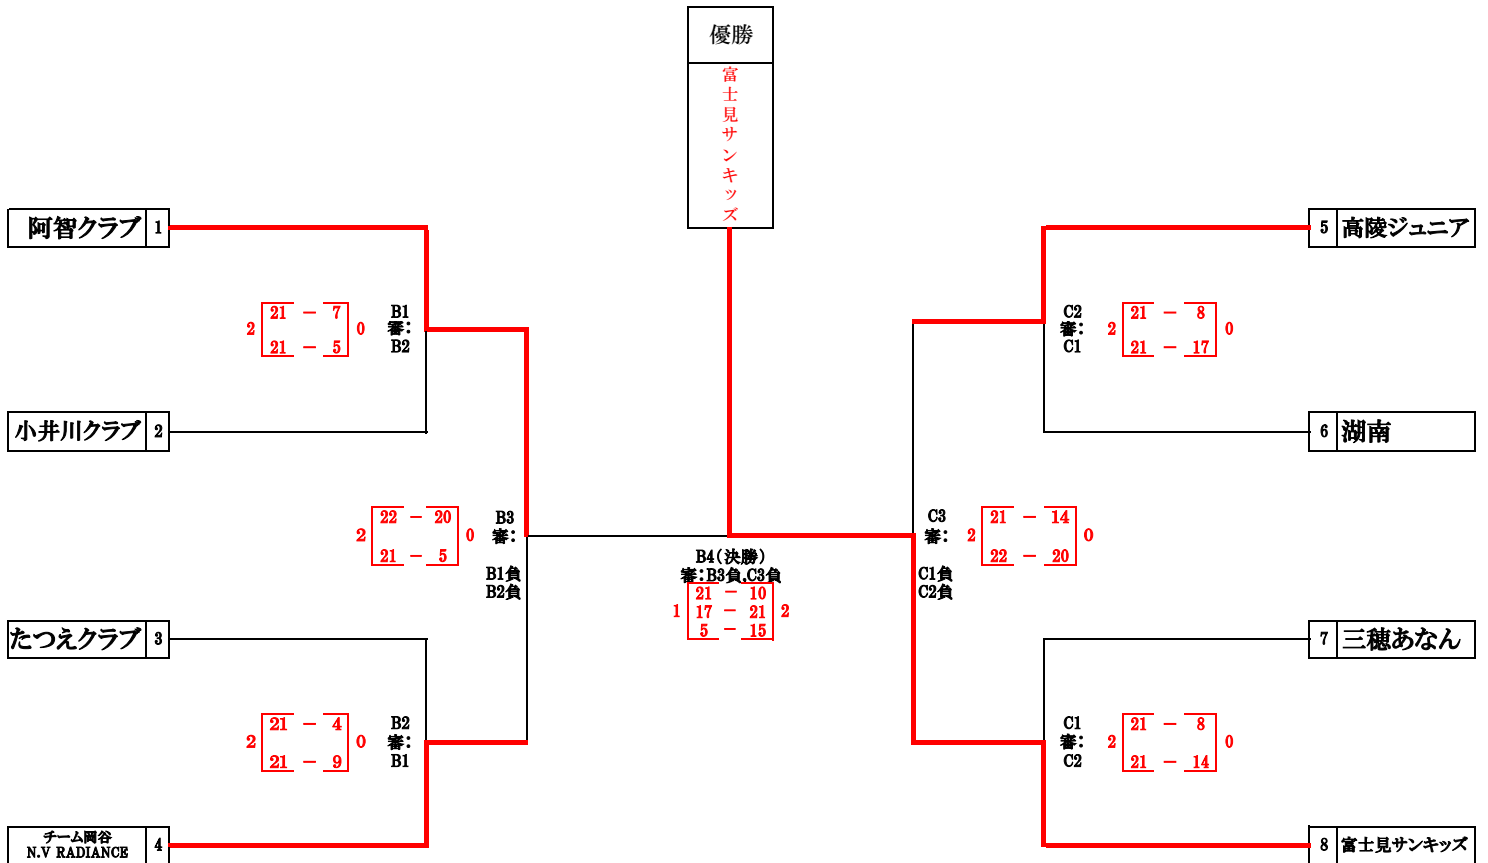 優勝
富士見サンキッズ
阿智クラブ 1
5 高陵ジュニア
21 － 7
2 0
21 － 5
B1
審：
B2
C2
審：
C1
21 － 8
2 0
21 － 17
小井川クラブ 2
6 湖南
22 － 20
2 0
21 － 5
B3
審：
B1負
B2負
C3
審：
C1負
C2負
21 － 14
2 0
22 － 20
B4（決勝）
審：B3負,C3負
21 － 10
1 17 － 21 2
5 － 15
たつえクラブ 3
7 三穂あなん
21 － 4
2 0
21 － 9
B2
審：
B1
C1
審：
C2
21 － 8
2 0
21 － 14
チーム岡谷
N.V RADIANCE 4
8 富士見サンキッズ